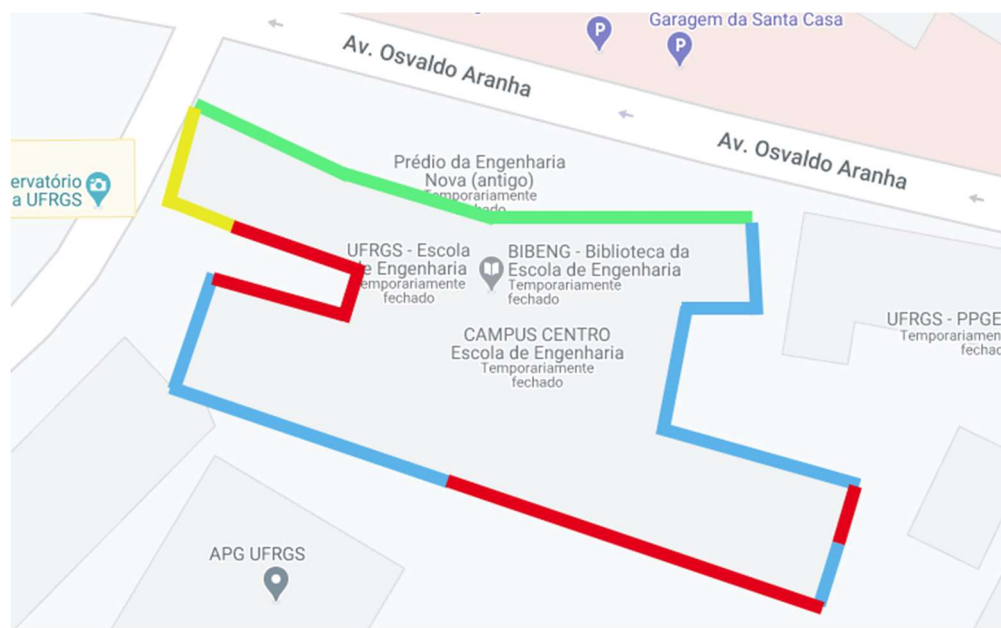 Garagem da Santa Casa
P
P
Av. Osvaldo Aranha
Av. Osvaldo Aranha
ervatório
a UFRGS
Prédio da Engenharia
Nova (antigo)
Temporariamente
fechado
UFRGS - Escola
de Engenharia
Temporariamente
fechado
BIBENG - Biblioteca da
Escola de Engenharia
Temporariamente
fechado
CAMPUS CENTRO
Escola de Engenharia
Temporariamente
fechado
UFRGS - PPGE
Temporariamen
fechac
APG UFRGS